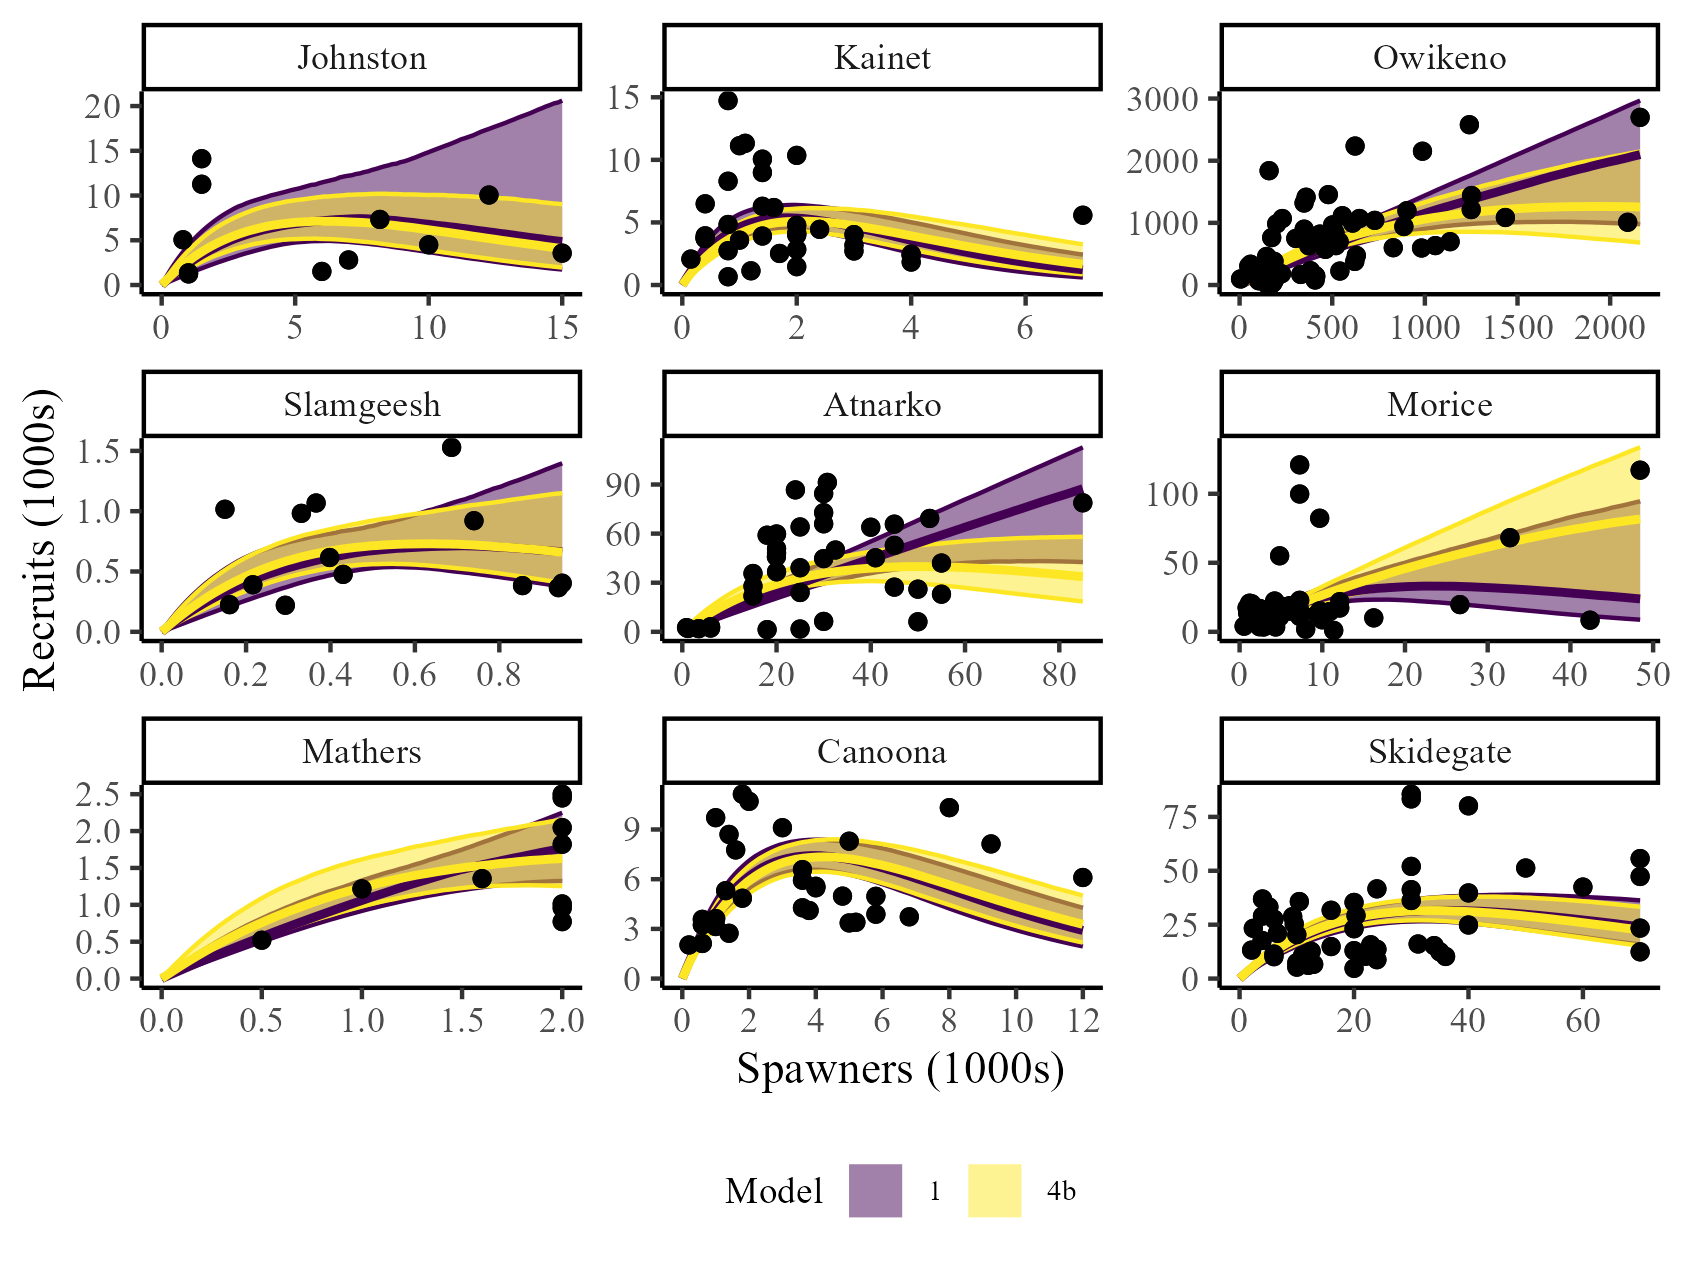 Johnston Kainet Owikeno
20 15 3000
15 10 2000
10 5 1000
5 0 0
0
0 5 10 15 0 2 4 6 0 500 1000 1500 2000
Slamgeesh Atnarko Morice
1.5 90 100
1.0 60 50
0.5 30 0
0.0 0
0.0 0.2 0.4 0.6 0.8 0 20 40 60 80 0 10 20 30 40 50
Mathers Canoona Skidegate
2.5 9 75
2.0 6 50
1.5 3 25
1.0 0 0
0.5
0.0
0.0 0.5 1.0 1.5 2.0 0 2 4 6 8 10 12 0 20 40 60
Recruits (1000s)
Spawners (1000s)
Model 1 4b